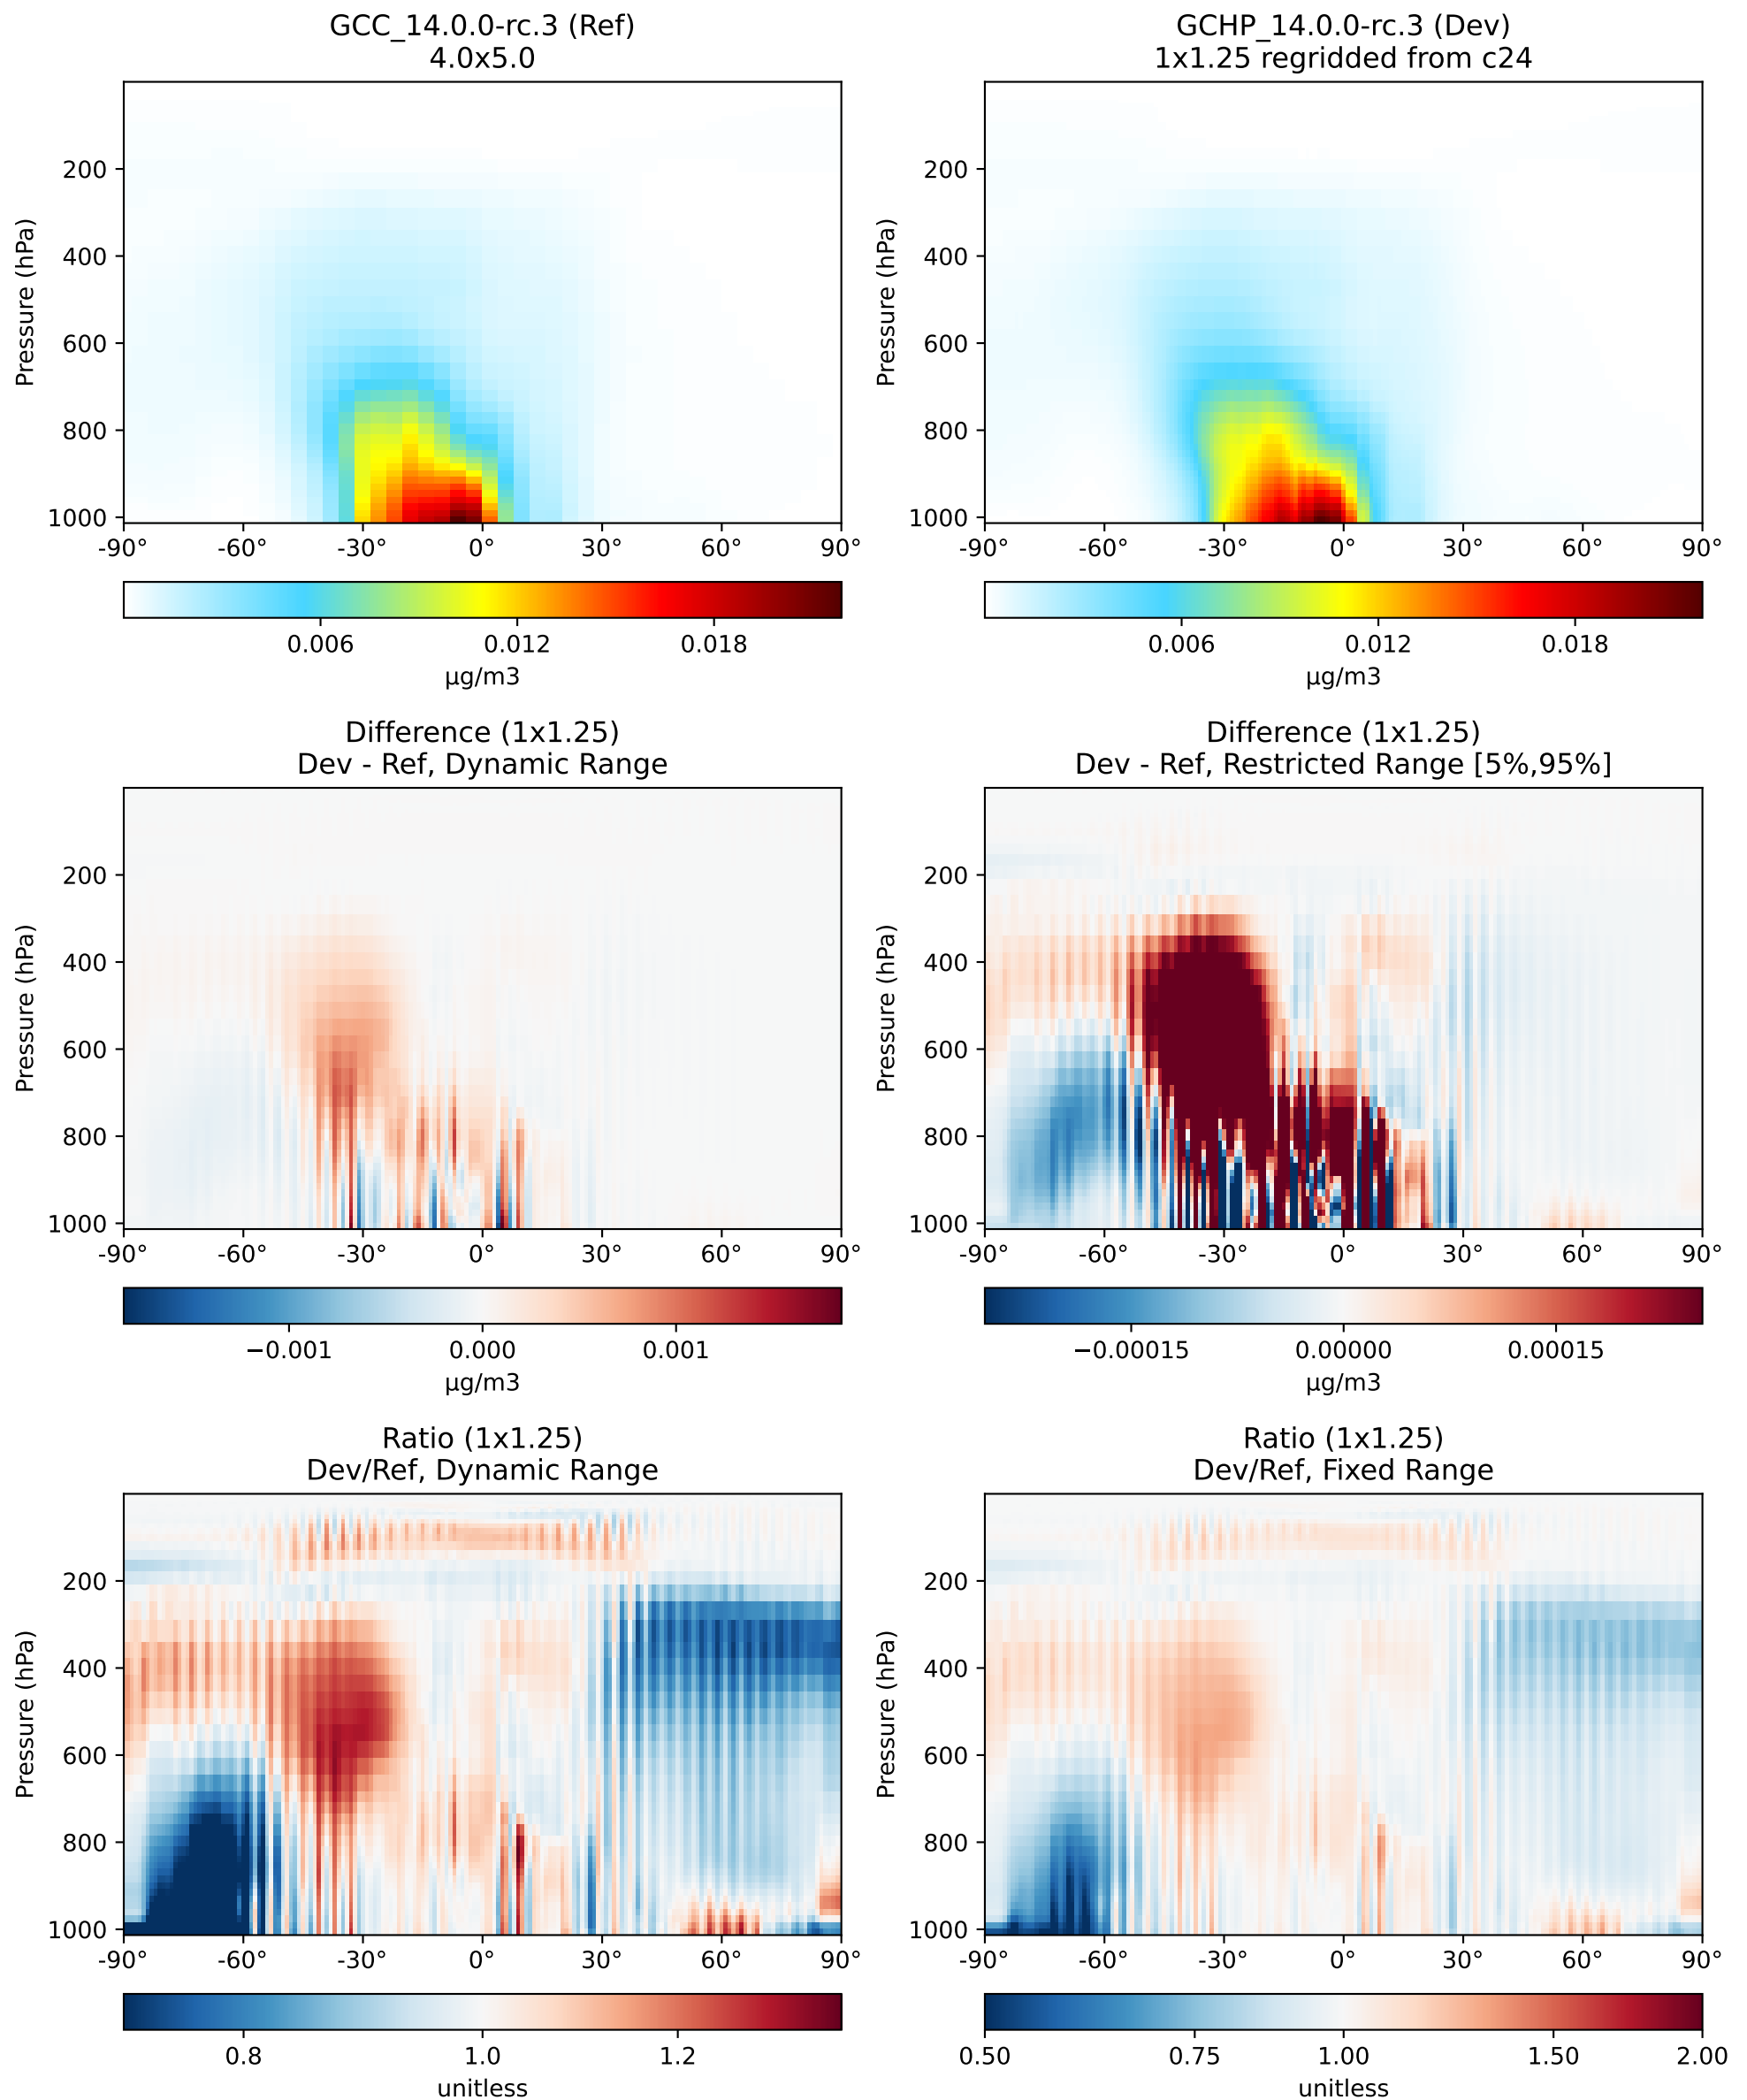 GCC_14.0.0-rc.3 (Ref)
4.0x5.0
Pressure (hPa)
200
400
600
800
1000
-90° -60° -30° 0° 30° 60° 90°
0.006 0.012 0.018
µg/m3
GCHP_14.0.0-rc.3 (Dev)
1x1.25 regridded from c24
Pressure (hPa)
200
400
600
800
1000
-90° -60° -30° 0° 30° 60° 90°
0.006 0.012 0.018
µg/m3
Difference (1x1.25)
Dev - Ref, Dynamic Range
Pressure (hPa)
200
400
600
800
1000
-90° -60° -30° 0° 30° 60° 90°
−0.001 0.000 0.001
µg/m3
Difference (1x1.25)
Dev - Ref, Restricted Range [5%,95%]
Pressure (hPa)
200
400
600
800
1000
-90° -60° -30° 0° 30° 60° 90°
−0.00015 0.00000 0.00015
µg/m3
Ratio (1x1.25)
Dev/Ref, Dynamic Range
Pressure (hPa)
200
400
600
800
1000
-90° -60° -30° 0° 30° 60° 90°
0.8 1.0 1.2
unitless
Ratio (1x1.25)
Dev/Ref, Fixed Range
Pressure (hPa)
200
400
600
800
1000
-90° -60° -30° 0° 30° 60° 90°
0.50 0.75 1.00 1.50 2.00
unitless